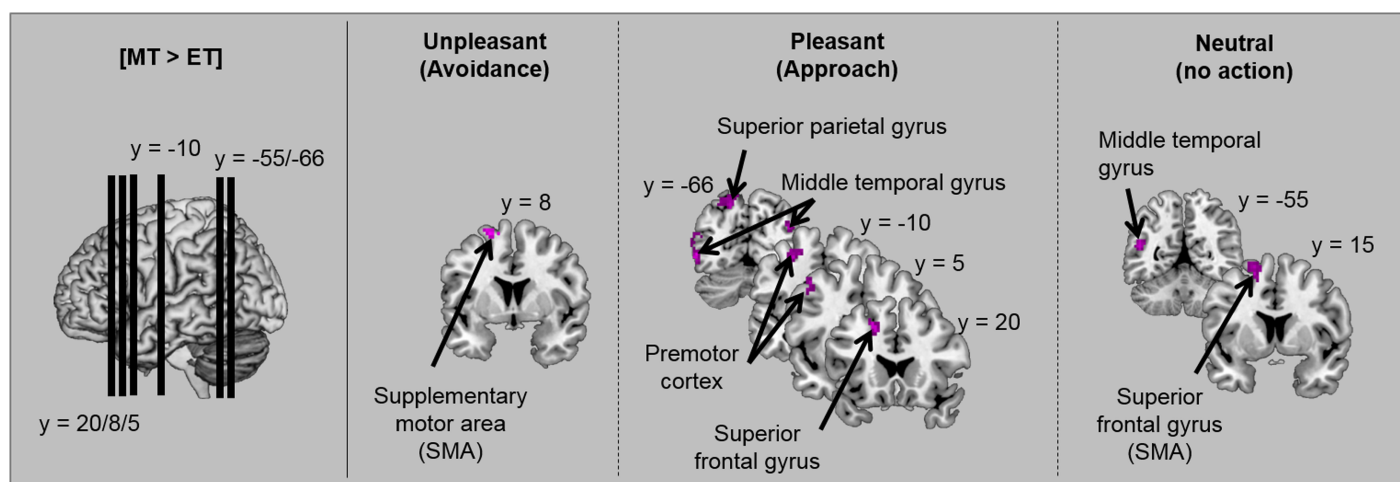 [MT > ET]
y = -10
y = -55/-66
y = 20/8/5
Unpleasant
(Avoidance)
y = 8
Supplementary
motor area
(SMA)
Pleasant
(Approach)
Superior parietal gyrus
y = -66
Middle temporal gyrus
y = -10
y = 5
y = 20
Premotor
cortex
Superior
frontal gyrus
Neutral
(no action)
Middle temporal
gyrus
y = -55
y = 15
Superior
frontal gyrus
(SMA)